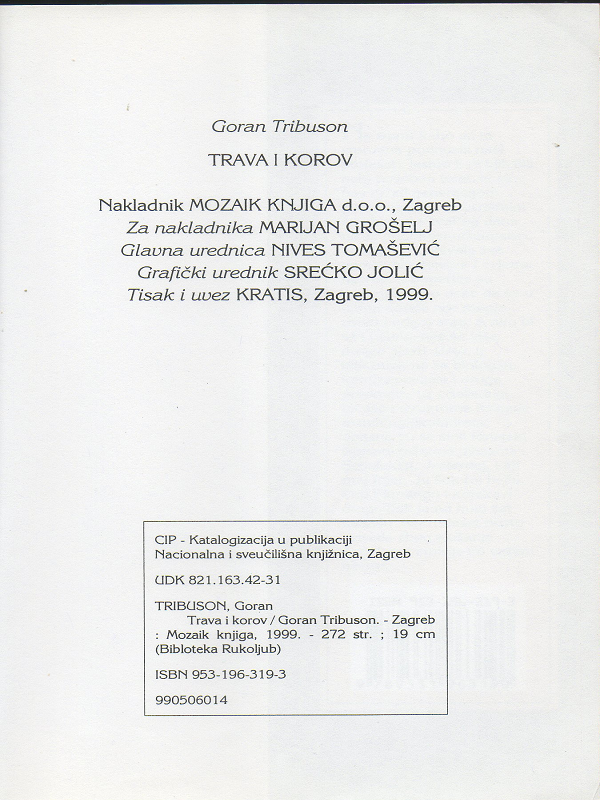 Goran Tribuson
TRAVA I KOROV
Nakladnik MOZAIK KNJIGA d.o.o., Zagreb
Za nakladnika MARIJAN GROŠELJ
Glavna urednica NIVES TOMAŠEVIĆ
Grafički urednik SREĆKO JOLIĆ
Tisak i uvez KRATIS, Zagreb, 1999.
CIP - Katalogizacija u publikaciji
Nacionalna i sveučilišna knjižnica, Zagreb
UDK 821.163.42-31
TRIBUSON, Goran
Trava i korov / Goran Tribuson. - Zagreb
: Mozaik knjiga, 1999. - 272 str. ; 19 cm
(Bibloteka Rukoljub)
ISBN 953-196-319-3
990506014